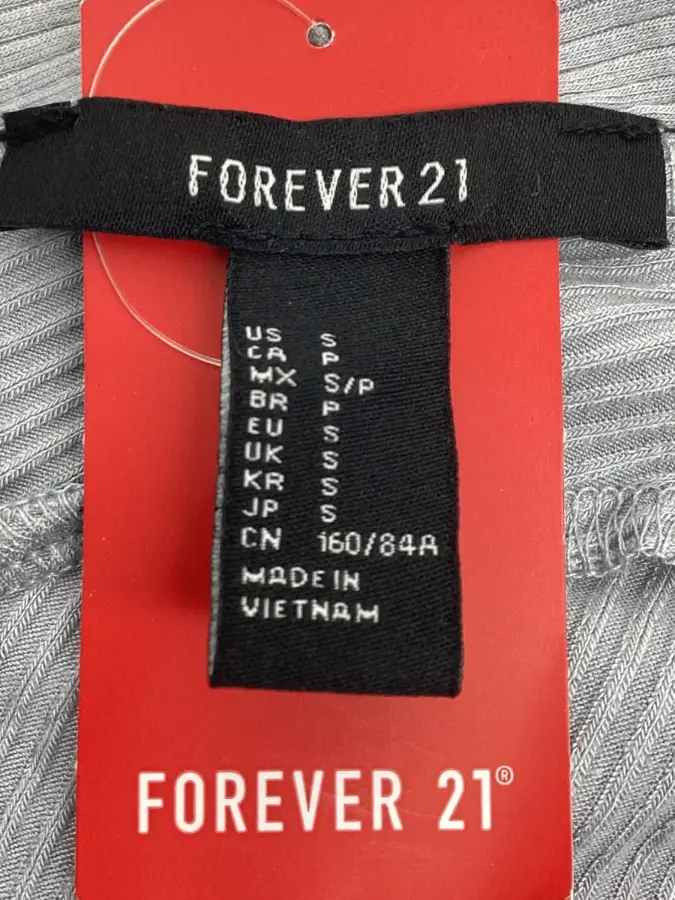 FOREVER 21
US S
CA P
MX S/P
BR P
EU S
UK S
KR S
JP S
CN 160/84A
MADE IN
VIETNAM
FOREVER 21®